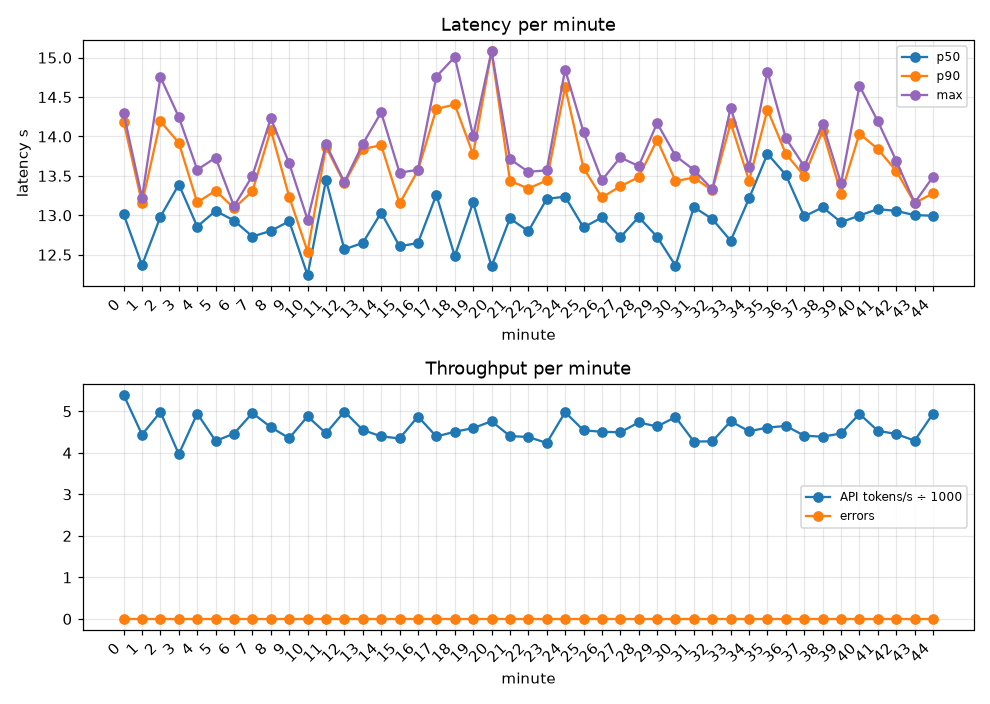 Latency per minute
15.0
14.5
14.0
13.5
13.0
12.5
latency s
p50
p90
max
0 1 2 3 4 5 6 7 8 9 10 11 12 13 14 15 16 17 18 19 20 21 22 23 24 25 26 27 28 29 30 31 32 33 34 35 36 37 38 39 40 41 42 43 44
minute
Throughput per minute
5
4
3
2
1
0
API tokens/s ÷ 1000
errors
0 1 2 3 4 5 6 7 8 9 10 11 12 13 14 15 16 17 18 19 20 21 22 23 24 25 26 27 28 29 30 31 32 33 34 35 36 37 38 39 40 41 42 43 44
minute